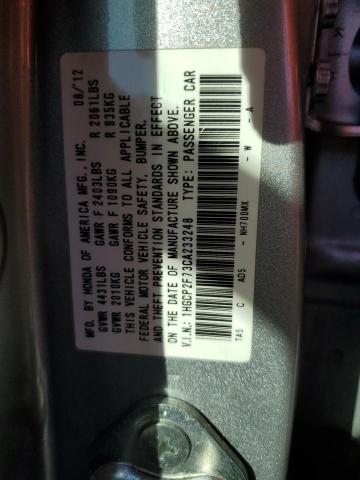 MFD. BY HONDA OF AMERICA MFG., INC. 08/12
GVWR 4431LBS GAWR F 2403LBS R 2061LBS
GVWR 2010KG GAWR F 1090KG R 935KG
THIS VEHICLE CONFORMS TO ALL APPLICABLE
FEDERAL MOTOR VEHICLE SAFETY, BUMPER,
AND THEFT PREVENTION STANDARDS IN EFFECT
ON THE DATE OF MANUFACTURE SHOWN ABOVE.
V.I.N.: 1HGCP2F73CA233248 TYPE: PASSENGER CAR
TA5 C AD5 - NH700MX - W - A